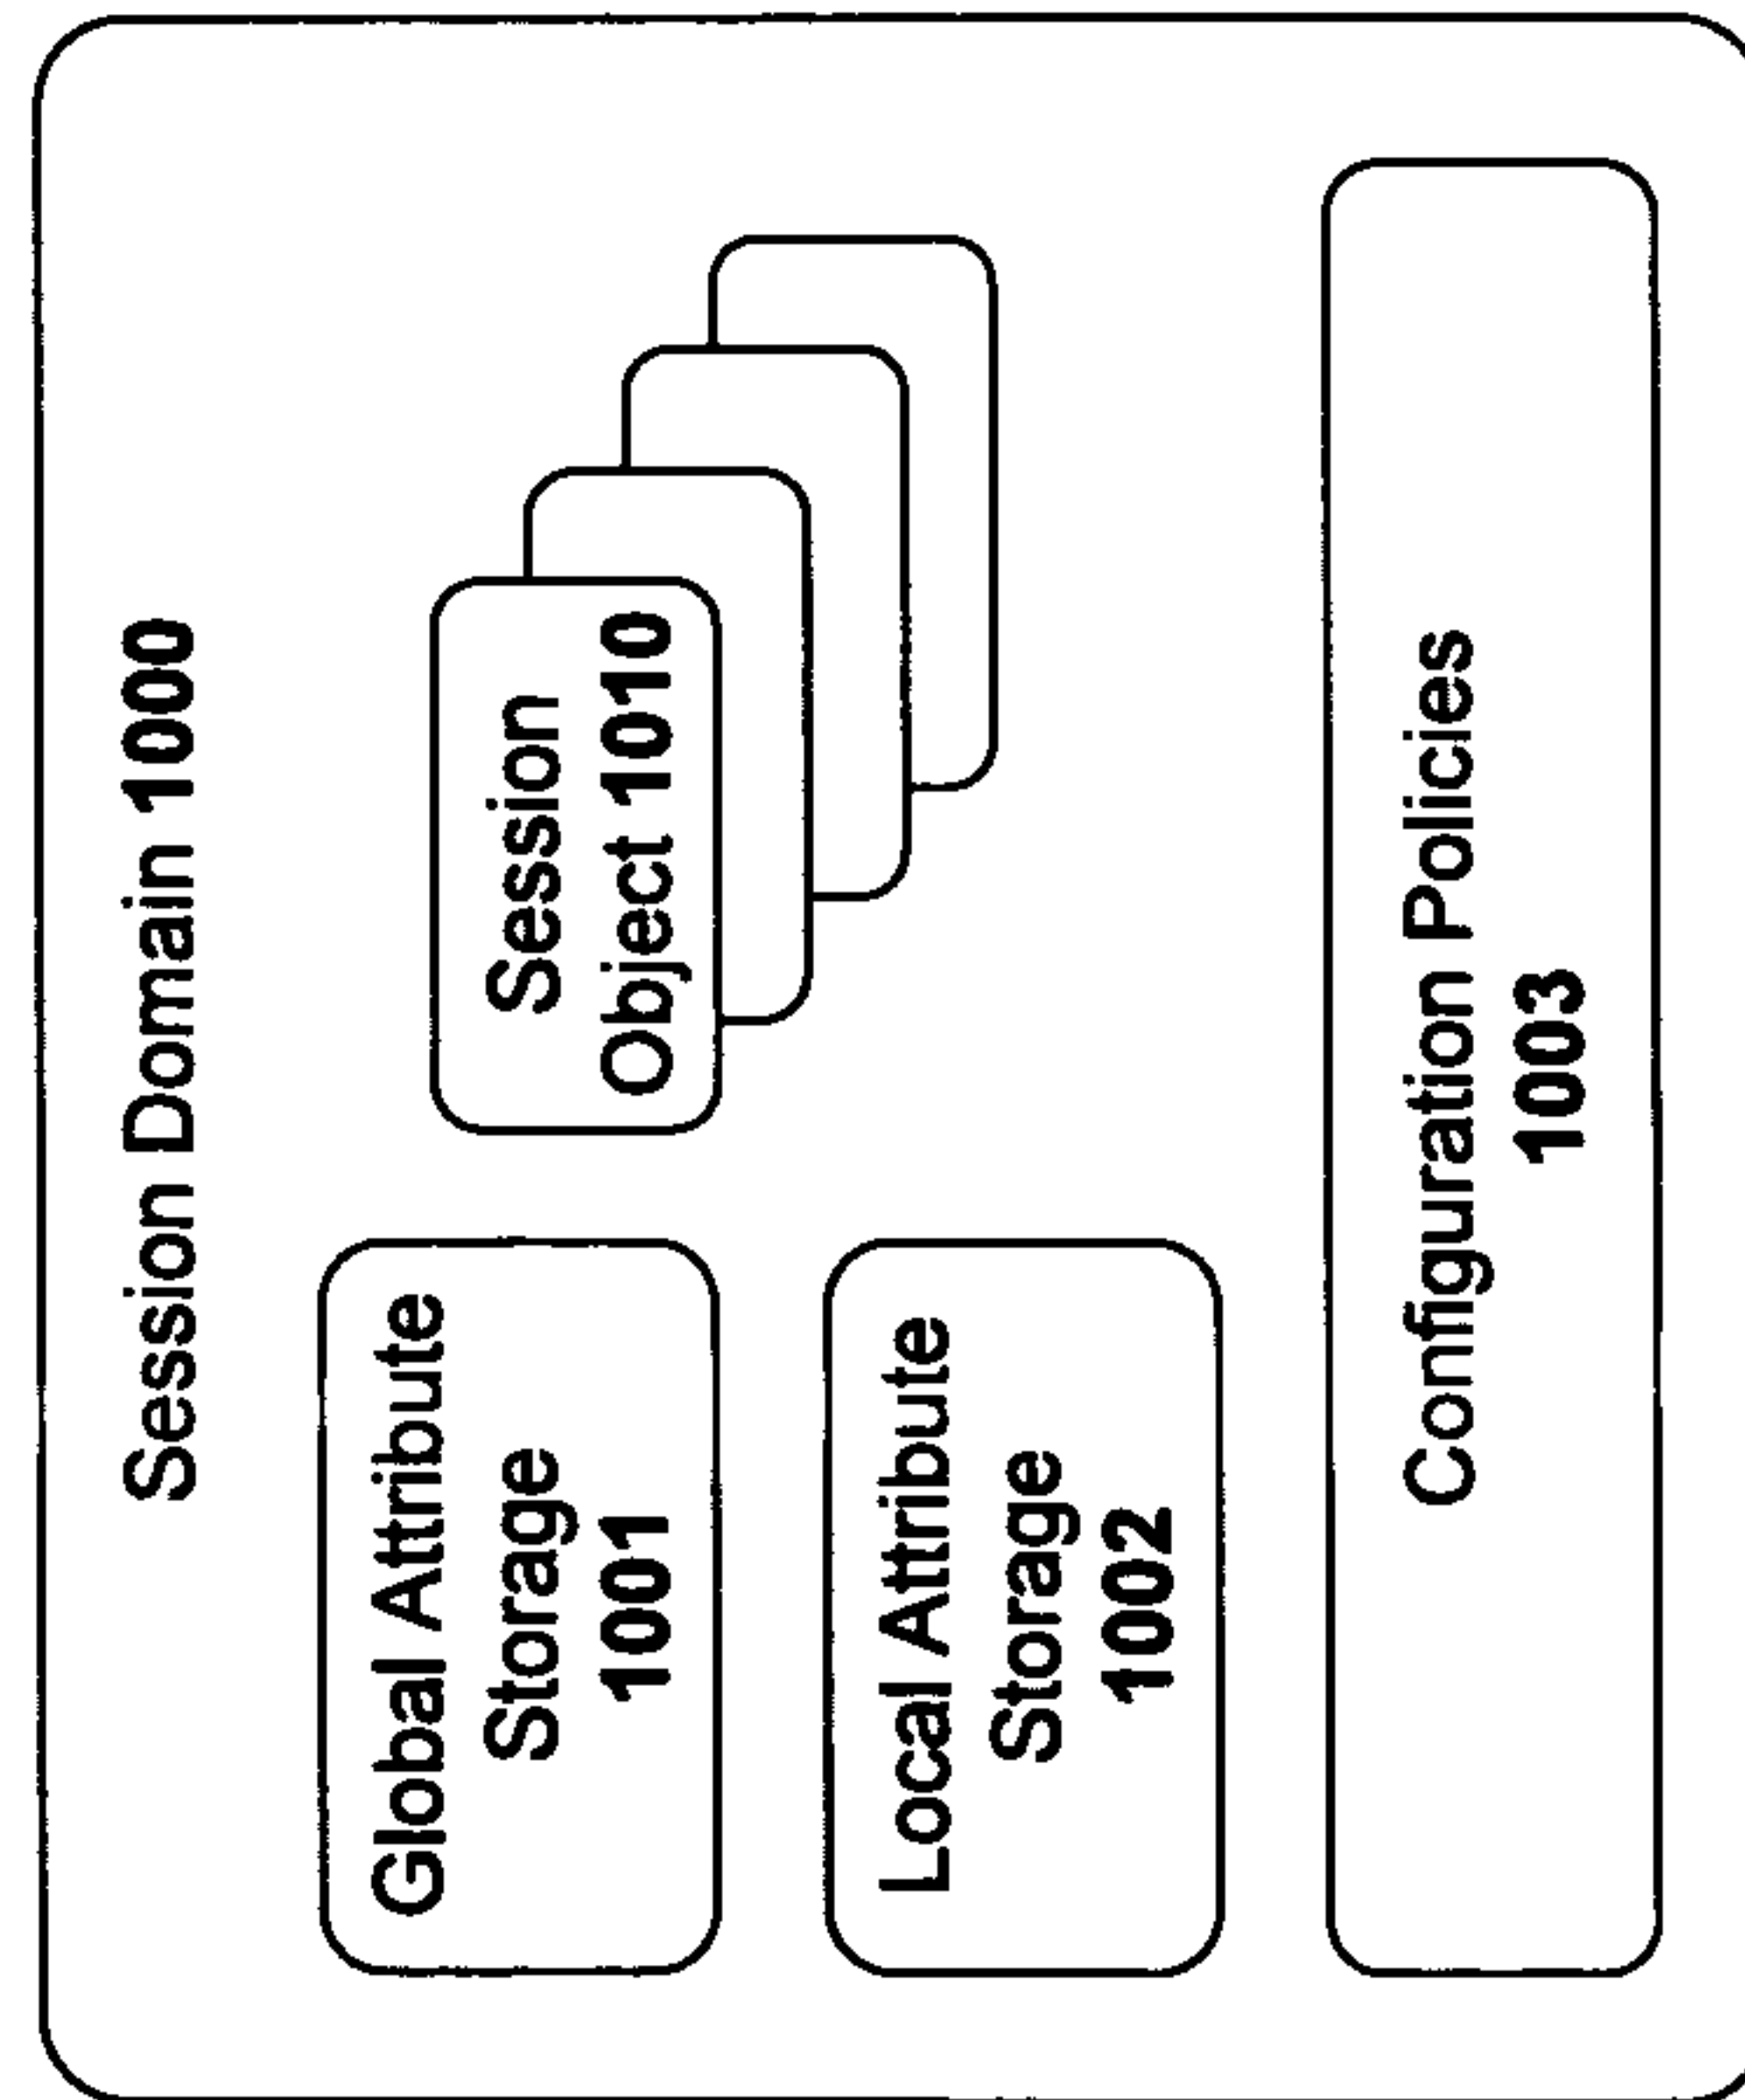 Session Domain 1000
Global Attribute
Storage
1001
Session
Object 1010
Local Attribute
Storage
1002
Configuration Policies
1003